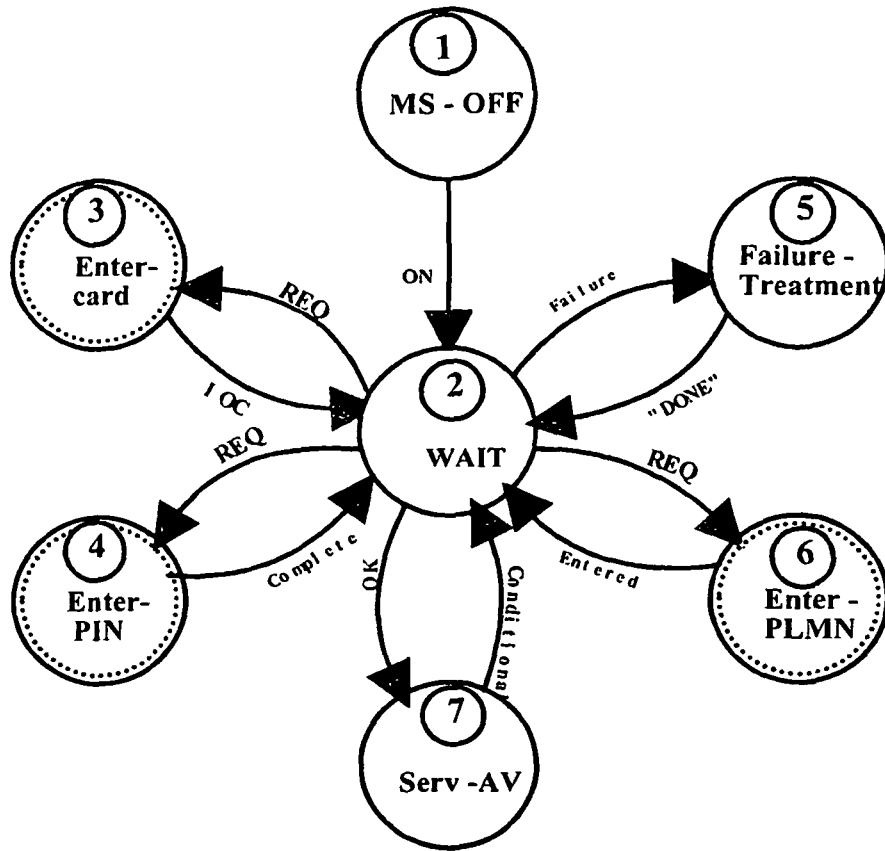 1
MS - OFF
3
Enter-
card
5
Failure -
Treatment
ON
REQ
Failure
IOC
"DONE"
2
WAIT
REQ
REQ
4
Enter-
PIN
Complete
OK
Conditional
Entered
6
Enter -
PLMN
7
Serv -AV